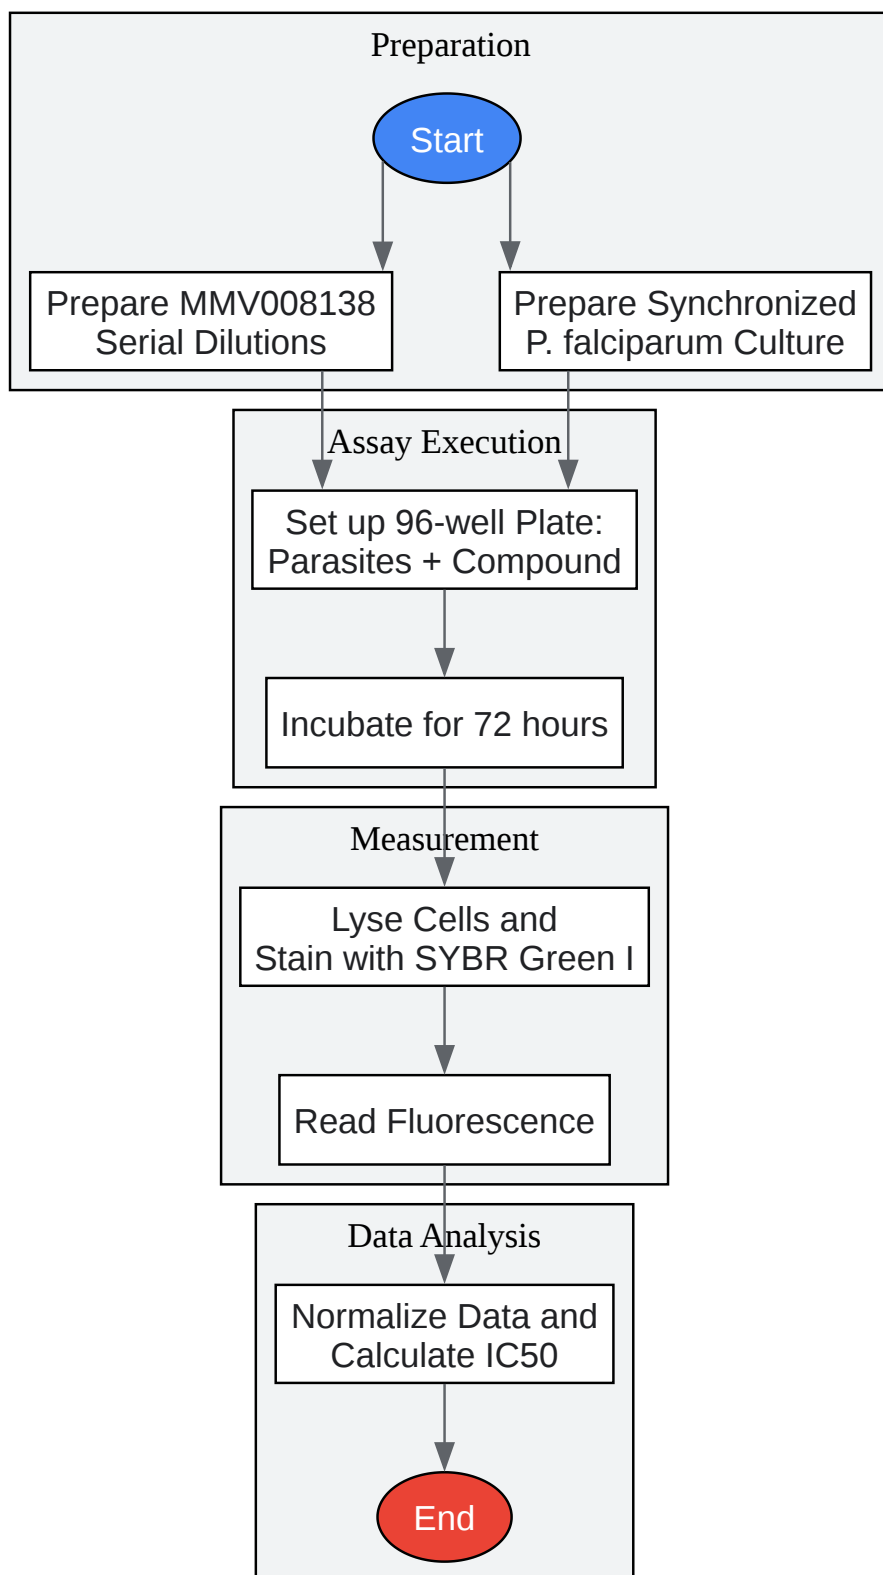 Preparation
Start
Prepare MMV008138
Serial Dilutions
Prepare Synchronized
P. falciparum Culture
Assay Execution
Set up 96-well Plate:
Parasites + Compound
Incubate for 72 hours
Measurement
Lyse Cells and
Stain with SYBR Green I
Read Fluorescence
Data Analysis
Normalize Data and
Calculate IC50
End